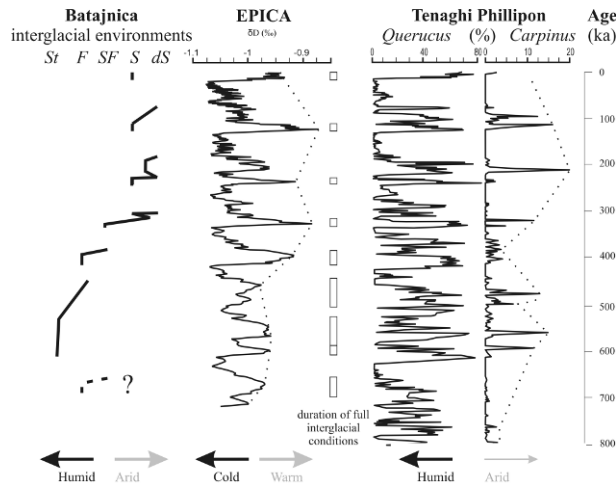 Batajnica EPICA Tenaghi Phillipon Age
interglacial environments δD (‰) Querucus (%) Carpinus (ka)
St F SF S dS -1.1 -1 -0.9 0 40 80 0 20
0
100
200
300
400
500
600
700
800
?
duration of full
interglacial
conditions
Humid Arid Cold Warm Humid Arid